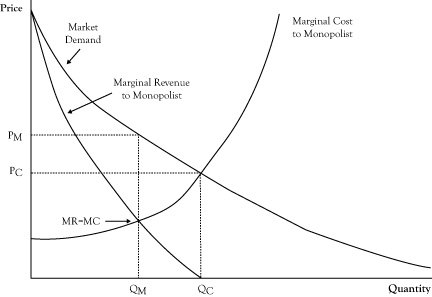 Price
Market
Demand
Marginal Cost
to Monopolist
Marginal Revenue
to Monopolist
PM
PC
MR=MC
QM
QC
Quantity